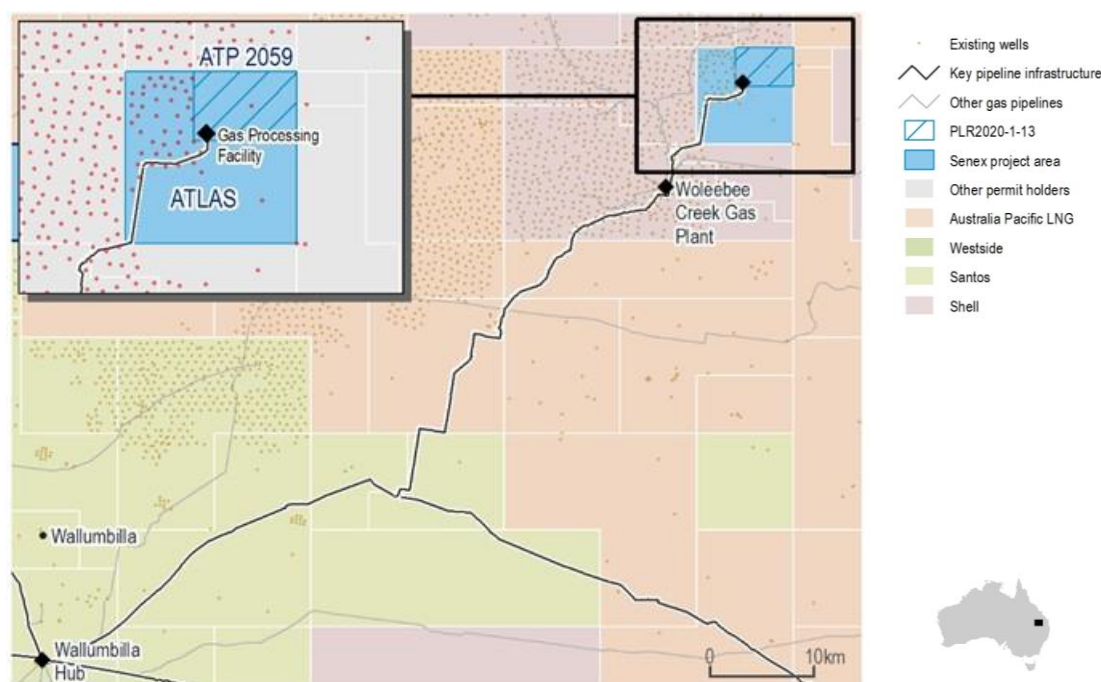 ATP 2059
Gas Processing
Facility
ATLAS
Woleebee
Creek Gas
Plant
Wallumbilla
Wallumbilla
Hub
0 10km
Existing wells
Key pipeline infrastructure
Other gas pipelines
PLR2020-1-13
Senex project area
Other permit holders
Australia Pacific LNG
Westside
Santos
Shell